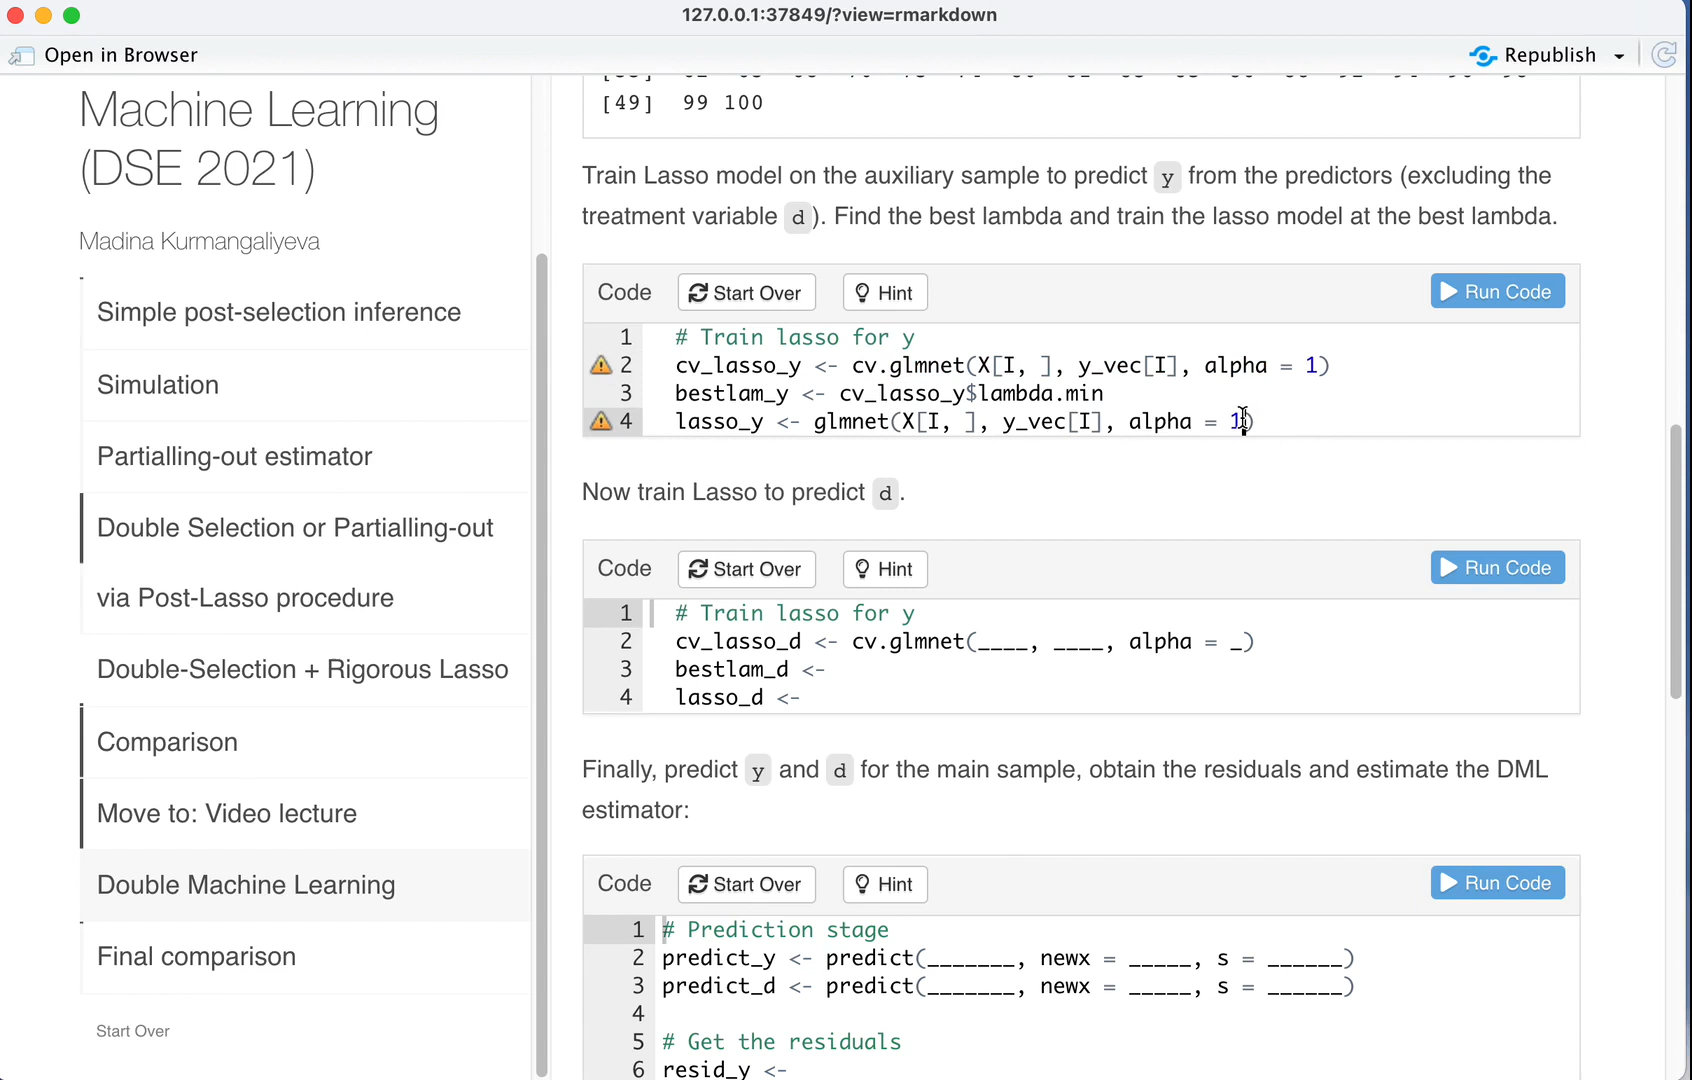 127.0.0.1:37849/?view=rmarkdown
Open in Browser
Republish
Machine Learning
(DSE 2021)
Madina Kurmangaliyeva
Simple post-selection inference
Simulation
Partialling-out estimator
Double Selection or Partialling-out
via Post-Lasso procedure
Double-Selection + Rigorous Lasso
Comparison
Move to: Video lecture
Double Machine Learning
Final comparison
Start Over
[49] 99 100
Train Lasso model on the auxiliary sample to predict y from the predictors (excluding the
treatment variable d). Find the best lambda and train the lasso model at the best lambda.
Code Start Over Hint Run Code
1 # Train lasso for y
2 cv_lasso_y <- cv.glmnet(X[I, ], y_vec[I], alpha = 1)
3 bestlam_y <- cv_lasso_y$lambda.min
4 lasso_y <- glmnet(X[I, ], y_vec[I], alpha = 1)
Now train Lasso to predict d.
Code Start Over Hint Run Code
1 # Train lasso for y
2 cv_lasso_d <- cv.glmnet(____, ____, alpha = _)
3 bestlam_d <-
4 lasso_d <-
Finally, predict y and d for the main sample, obtain the residuals and estimate the DML
estimator:
Code Start Over Hint Run Code
1 # Prediction stage
2 predict_y <- predict(_______, newx = _____, s = ______)
3 predict_d <- predict(_______, newx = _____, s = ______)
4
5 # Get the residuals
6 resid_y <-